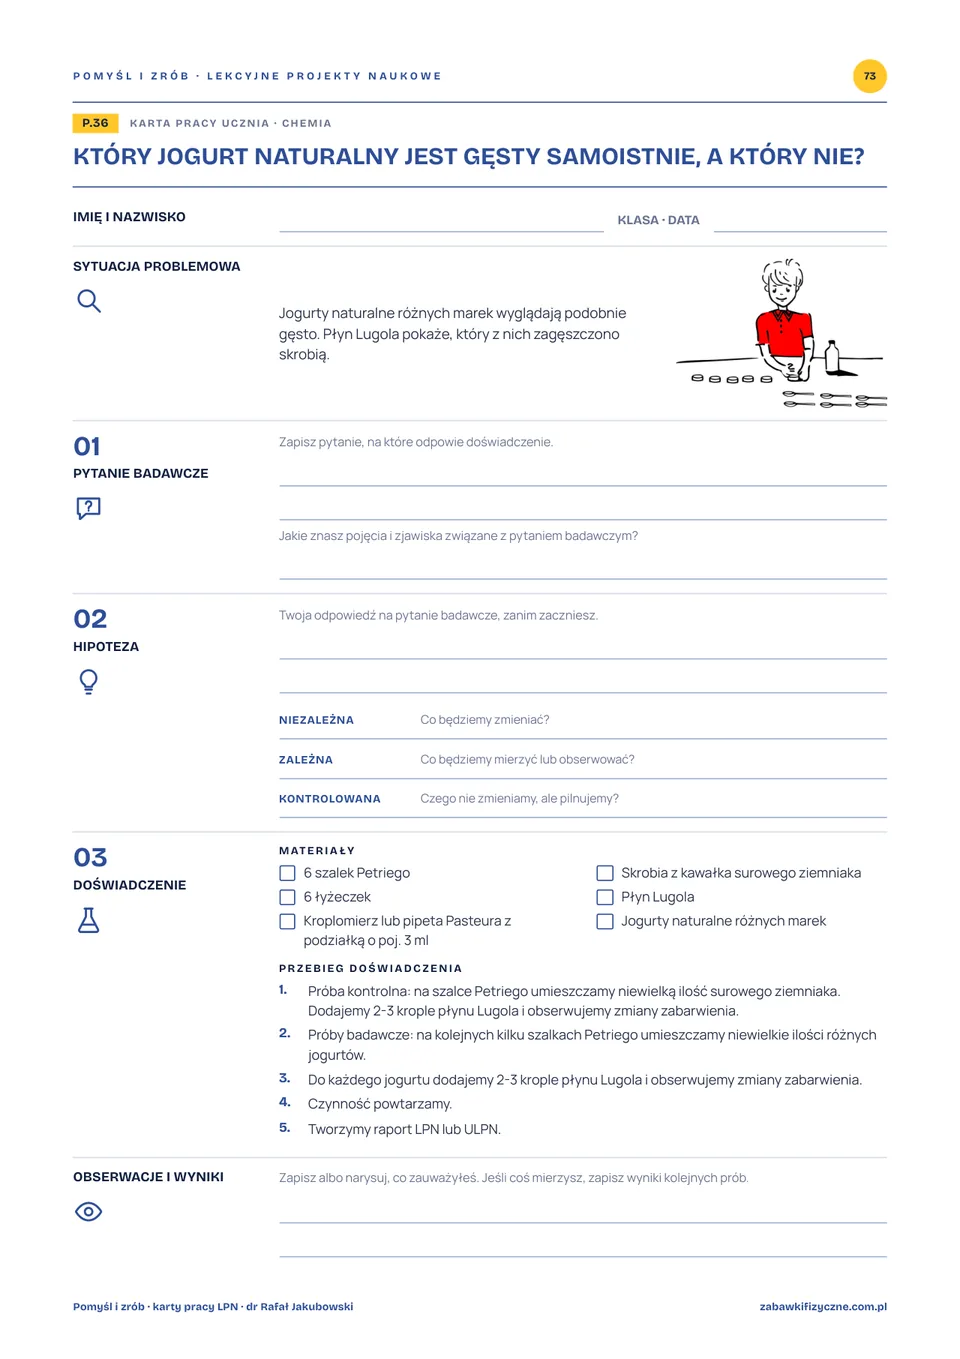 POMYŚL I ZRÓB · LEKCYJNE PROJEKTY NAUKOWE
73
P.36 KARTA PRACY UCZNIA · CHEMIA
KTÓRY JOGURT NATURALNY JEST GĘSTY SAMOISTNIE, A KTÓRY NIE?
IMIĘ I NAZWISKO
KLASA · DATA
SYTUACJA PROBLEMOWA
Jogurty naturalne różnych marek wyglądają podobnie
gęsto. Płyn Lugola pokaże, który z nich zagęszczono
skrobią.
01
PYTANIE BADAWCZE
Zapisz pytanie, na które odpowie doświadczenie.
Jakie znasz pojęcia i zjawiska związane z pytaniem badawczym?
02
HIPOTEZA
Twoja odpowiedź na pytanie badawcze, zanim zaczniesz.
NIEZALEŻNA Co będziemy zmieniać?
ZALEŻNA Co będziemy mierzyć lub obserwować?
KONTROLOWANA Czego nie zmieniamy, ale pilnujemy?
03
DOŚWIADCZENIE
MATERIAŁY
6 szalek Petriego
6 łyżeczek
Kroplomierz lub pipeta Pasteura z
podziałką o poj. 3 ml
Skrobia z kawałka surowego ziemniaka
Płyn Lugola
Jogurty naturalne różnych marek
PRZEBIEG DOŚWIADCZENIA
1. Próba kontrolna: na szalce Petriego umieszczamy niewielką ilość surowego ziemniaka.
Dodajemy 2-3 krople płynu Lugola i obserwujemy zmiany zabarwienia.
2. Próby badawcze: na kolejnych kilku szalkach Petriego umieszczamy niewielkie ilości różnych
jogurtów.
3. Do każdego jogurtu dodajemy 2-3 krople płynu Lugola i obserwujemy zmiany zabarwienia.
4. Czynność powtarzamy.
5. Tworzymy raport LPN lub ULPN.
OBSERWACJE I WYNIKI
Zapisz albo narysuj, co zauważyłeś. Jeśli coś mierzysz, zapisz wyniki kolejnych prób.
Pomyśl i zrób · karty pracy LPN · dr Rafał Jakubowski
zabawkifizyczne.com.pl